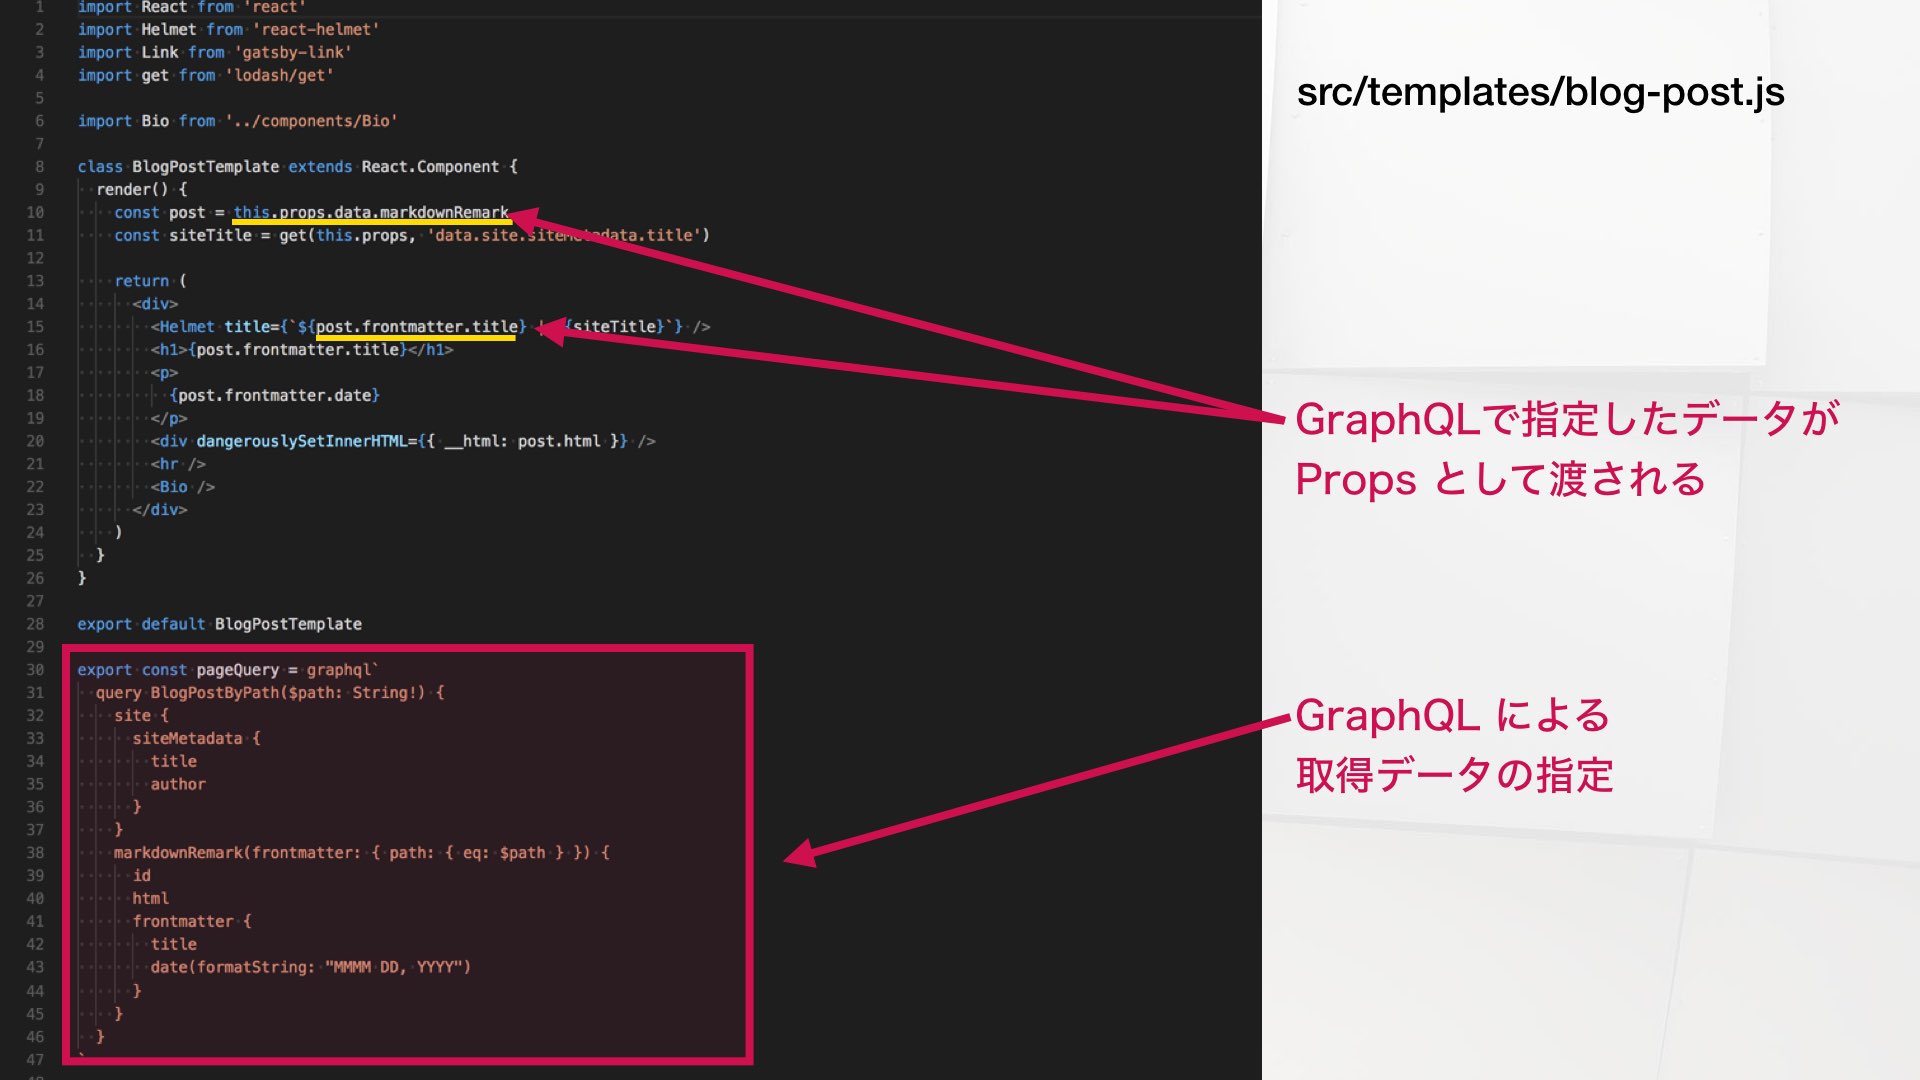 1 import React from 'react'
2 import Helmet from 'react-helmet'
3 import Link from 'gatsby-link'
4 import get from 'lodash/get'
5
6 import Bio from '../components/Bio'
7
8 class BlogPostTemplate extends React.Component {
9 render() {
10 const post = this.props.data.markdownRemark
11 const siteTitle = get(this.props, 'data.site.siteMetadata.title')
12
13 return (
14 <div>
15 <Helmet title={`${post.frontmatter.title} | {siteTitle}`} />
16 <h1>{post.frontmatter.title}</h1>
17 <p>
18 {post.frontmatter.date}
19 </p>
20 <div dangerouslySetInnerHTML={{ __html: post.html }} />
21 <hr />
22 <Bio />
23 </div>
24 )
25 }
26 }
27
28 export default BlogPostTemplate
29
30 export const pageQuery = graphql`
31 query BlogPostByPath($path: String!) {
32 site {
33 siteMetadata {
34 title
35 author
36 }
37 }
38 markdownRemark(frontmatter: { path: { eq: $path } }) {
39 id
40 html
41 frontmatter {
42 title
43 date(formatString: "MMMM DD, YYYY")
44 }
45 }
46 }
47 `
src/templates/blog-post.js
GraphQLで指定したデータが
Props として渡される
GraphQL による
取得データの指定